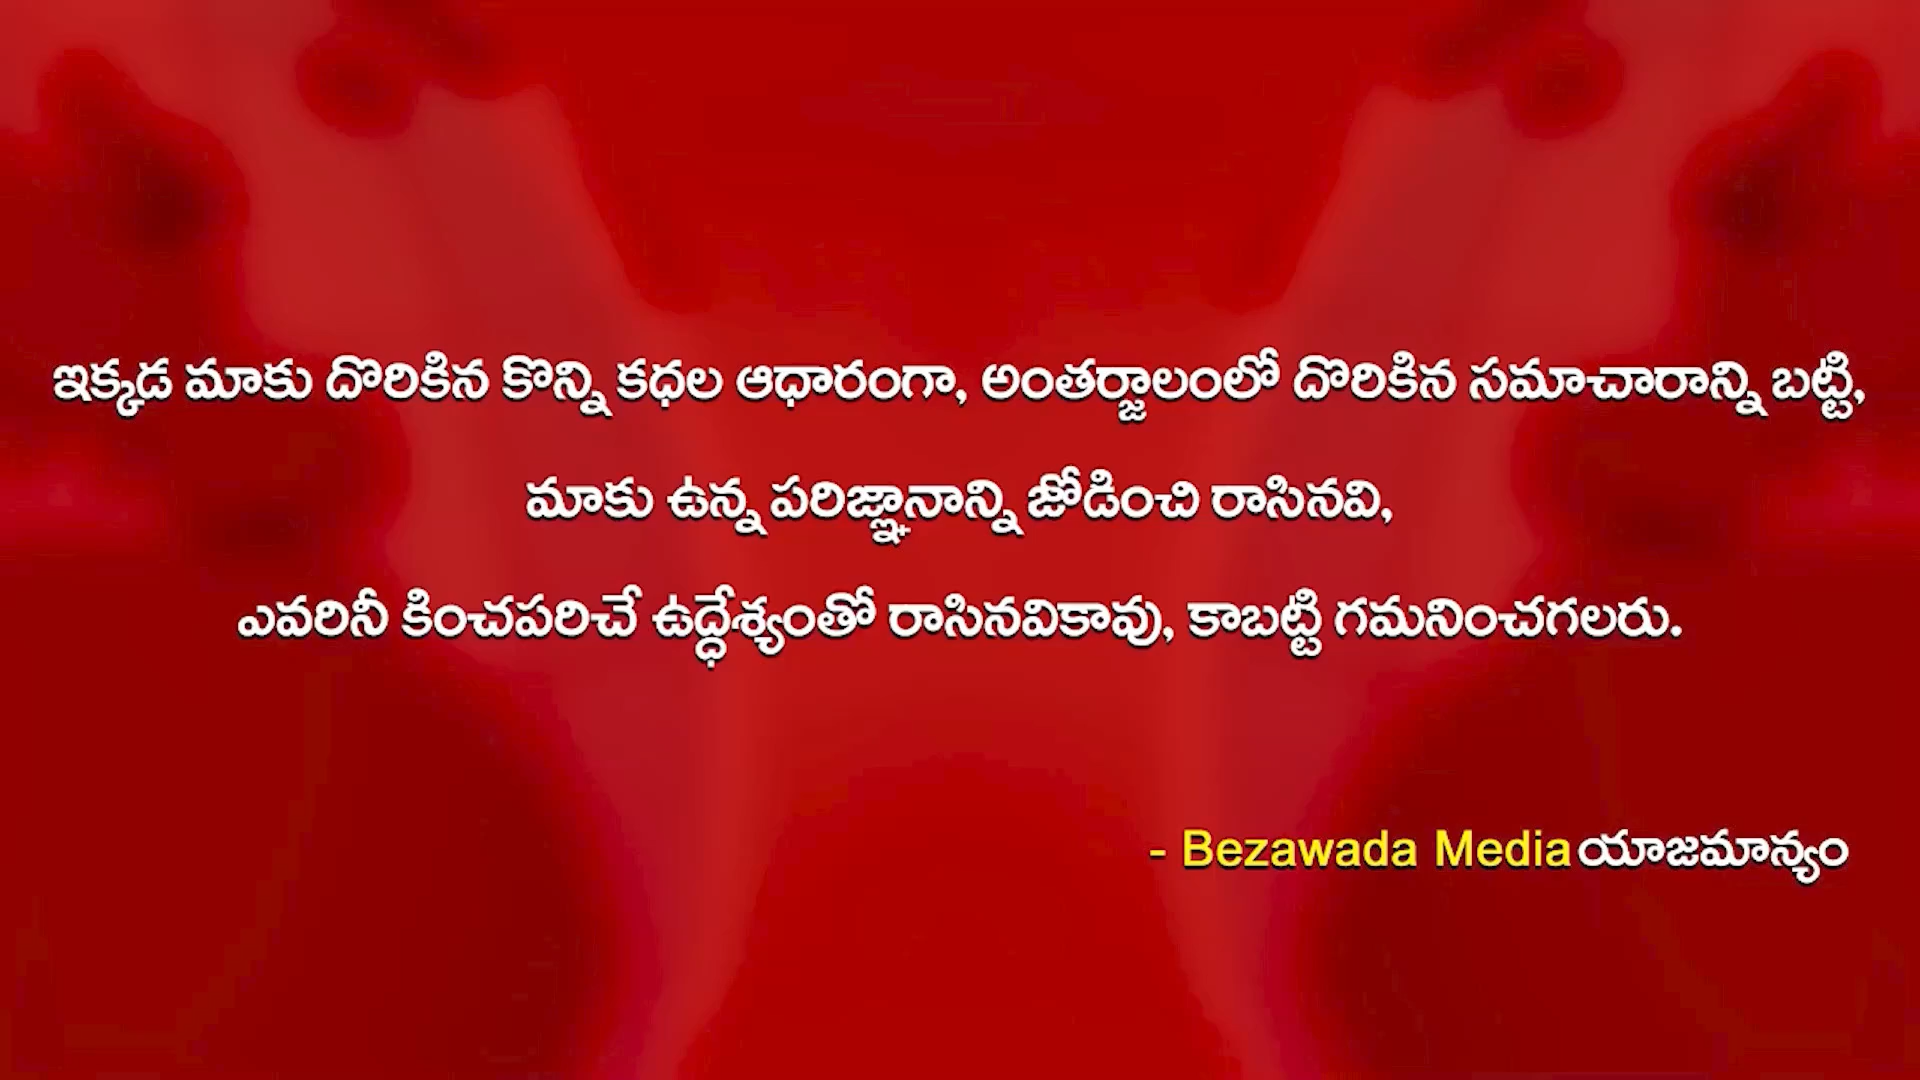 ఇక్కడ మాకు దొరికిన కొన్ని కధల ఆధారంగా, అంతర్జాలంలో దొరికిన సమాచారాన్ని బట్టి,
మాకు ఉన్న పరిజ్ఞానాన్ని జోడించి రాసినవి,
ఎవరినీ కించపరిచే ఉద్ధేశ్యంతో రాసినవికావు, కాబట్టి గమనించగలరు.
- Bezawada Media యాజమాన్యం